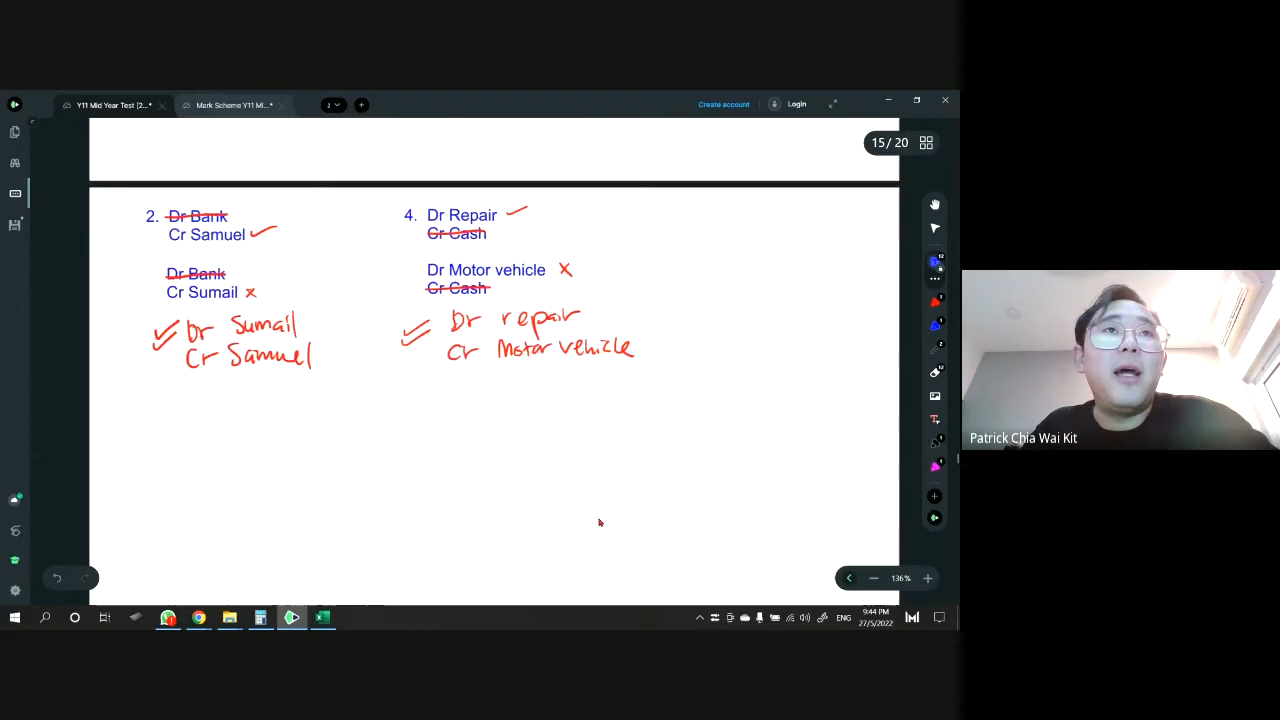 Y11 Mid Year Test [2...*
Mark Scheme Y11 Mi...*
2
Create account
Login
15 / 20
2. Dr Bank
Cr Samuel
Dr Bank
Cr Sumail
Dr Sumail
Cr Samuel
4. Dr Repair
Cr Cash
Dr Motor vehicle
Cr Cash
Dr repair
Cr Motor vehicle
136%
Patrick Chia Wai Kit
ENG
9:44 PM
27/5/2022